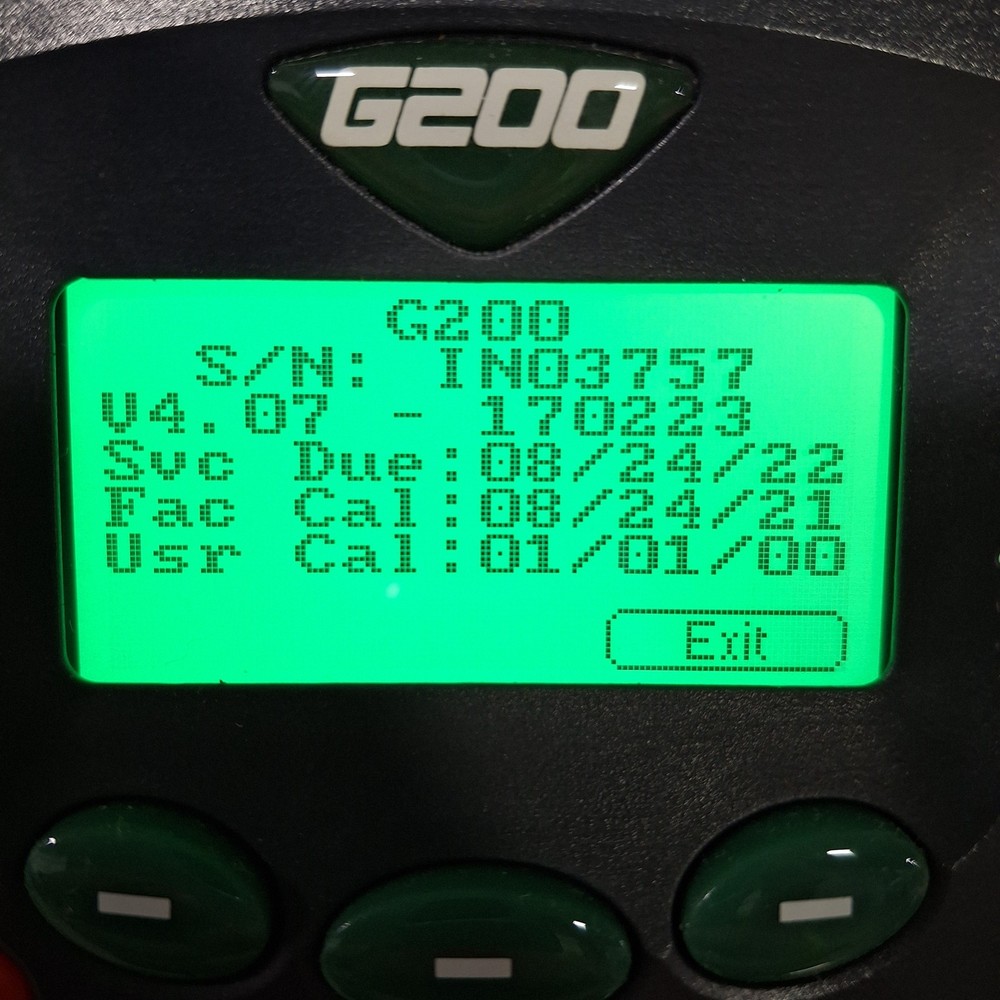 G200
G200
S/N: IN03757
V4.07 - 170223
Svc Due:08/24/22
Fac Cal:08/24/21
Usr Cal:01/01/00
Exit